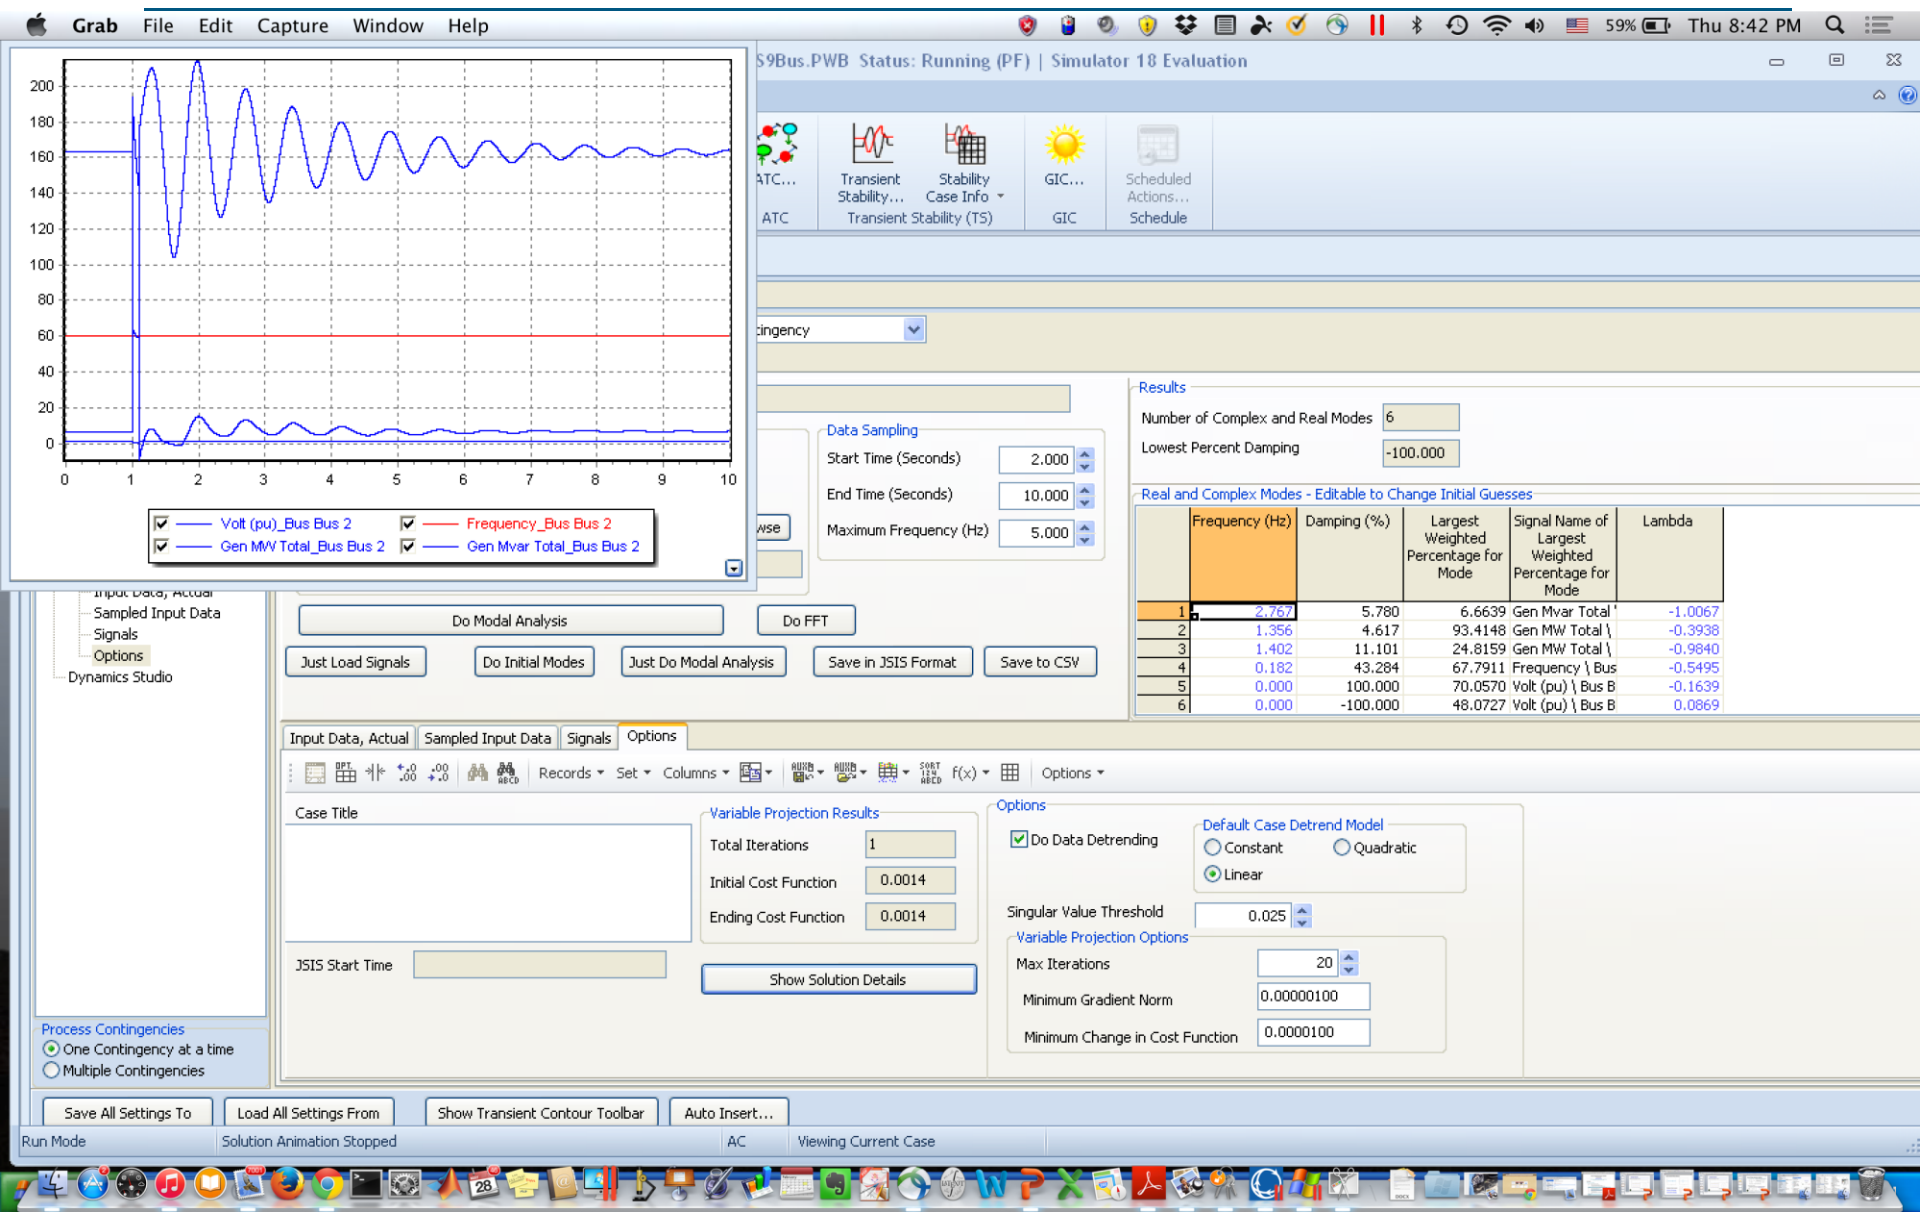 Grab File Edit Capture Window Help
59% Thu 8:42 PM
S9Bus.PWB Status: Running (PF) | Simulator 18 Evaluation
200
180
160
140
120
100
80
60
40
20
0
0 1 2 3 4 5 6 7 8 9 10
Volt (pu)_Bus Bus 2 Frequency_Bus Bus 2
Gen MW Total_Bus Bus 2 Gen Mvar Total_Bus Bus 2
ATC... Transient Stability... Stability Case Info GIC... Scheduled Actions...
ATC Transient Stability (TS) GIC Schedule
tingency
Data Sampling
Start Time (Seconds) 2.000
End Time (Seconds) 10.000
Maximum Frequency (Hz) 5.000
wse
Results
Number of Complex and Real Modes 6
Lowest Percent Damping -100.000
Real and Complex Modes - Editable to Change Initial Guesses
Frequency (Hz) Damping (%) Largest Weighted Percentage for Mode Signal Name of Largest Weighted Percentage for Mode Lambda
1 2.767 5.780 6.6639 Gen Mvar Total ' -1.0067
2 1.356 4.617 93.4148 Gen MW Total \ -0.3938
3 1.402 11.101 24.8159 Gen MW Total \ -0.9840
4 0.182 43.284 67.7911 Frequency \ Bus -0.5495
5 0.000 100.000 70.0570 Volt (pu) \ Bus B -0.1639
6 0.000 -100.000 48.0727 Volt (pu) \ Bus B 0.0869
Input Data, Actual
Sampled Input Data
Signals
Options
Dynamics Studio
Do Modal Analysis Do FFT
Just Load Signals Do Initial Modes Just Do Modal Analysis Save in JSIS Format Save to CSV
Input Data, Actual Sampled Input Data Signals Options
Records Set Columns f(x) Options
Case Title
JSIS Start Time
Variable Projection Results
Total Iterations 1
Initial Cost Function 0.0014
Ending Cost Function 0.0014
Show Solution Details
Options
Do Data Detrending
Default Case Detrend Model
Constant Quadratic
Linear
Singular Value Threshold 0.025
Variable Projection Options
Max Iterations 20
Minimum Gradient Norm 0.00000100
Minimum Change in Cost Function 0.0000100
Process Contingencies
One Contingency at a time
Multiple Contingencies
Save All Settings To Load All Settings From Show Transient Contour Toolbar Auto Insert...
Run Mode Solution Animation Stopped AC Viewing Current Case
28